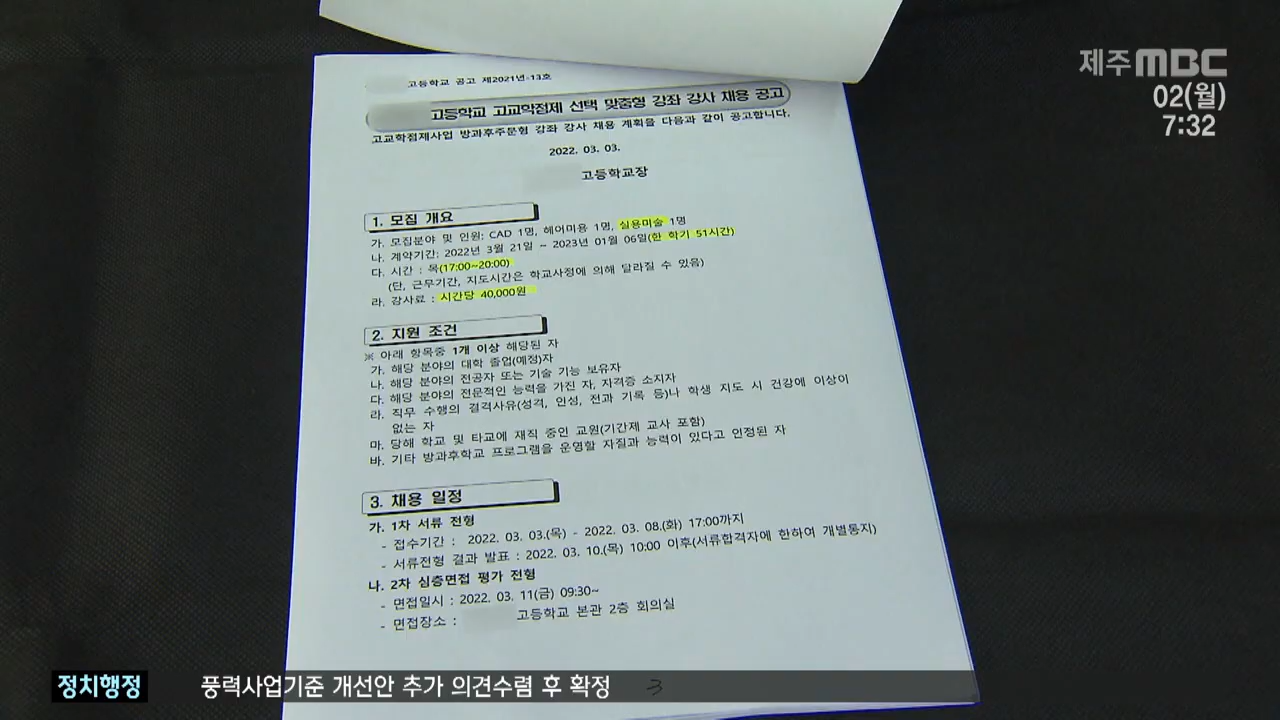 제주MBC
02(월)
7:32
고등학교 공고 제2021년-13호
고등학교 고교학점제 선택 맞춤형 강좌 강사 채용 공고
고교학점제사업 방과후주문형 강좌 강사 채용 계획을 다음과 같이 공고합니다.
2022. 03. 03.
고등학교장
1. 모집 개요
가. 모집분야 및 인원: CAD 1명, 헤어미용 1명, 실용미술 1명
나. 계약기간: 2022년 3월 21일 ~ 2023년 01월 06일(한 학기 51시간)
다. 시간 : 목(17:00~20:00)
(단, 근무기간, 지도시간은 학교사정에 의해 달라질 수 있음)
라. 강사료 : 시간당 40,000원
2. 지원 조건
※ 아래 항목중 1개 이상 해당된 자
가. 해당 분야의 대학 졸업(예정)자
나. 해당 분야의 전공자 또는 기술 기능 보유자
다. 해당 분야의 전문적인 능력을 가진 자, 자격증 소지자
라. 직무 수행의 결격사유(성격, 인성, 전과 기록 등)나 학생 지도 시 건강에 이상이
없는 자
마. 당해 학교 및 타교에 재직 중인 교원(기간제 교사 포함)
바. 기타 방과후학교 프로그램을 운영할 자질과 능력이 있다고 인정된 자
3. 채용 일정
가. 1차 서류 전형
- 접수기간 : 2022. 03. 03.(목) - 2022. 03. 08.(화) 17:00까지
- 서류전형 결과 발표 : 2022. 03. 10.(목) 10:00 이후(서류합격자에 한하여 개별통지)
나. 2차 심층면접 평가 전형
- 면접일시 : 2022. 03. 11(금) 09:30~
- 면접장소 : 고등학교 본관 2층 회의실
정치행정 풍력사업기준 개선안 추가 의견수렴 후 확정
3